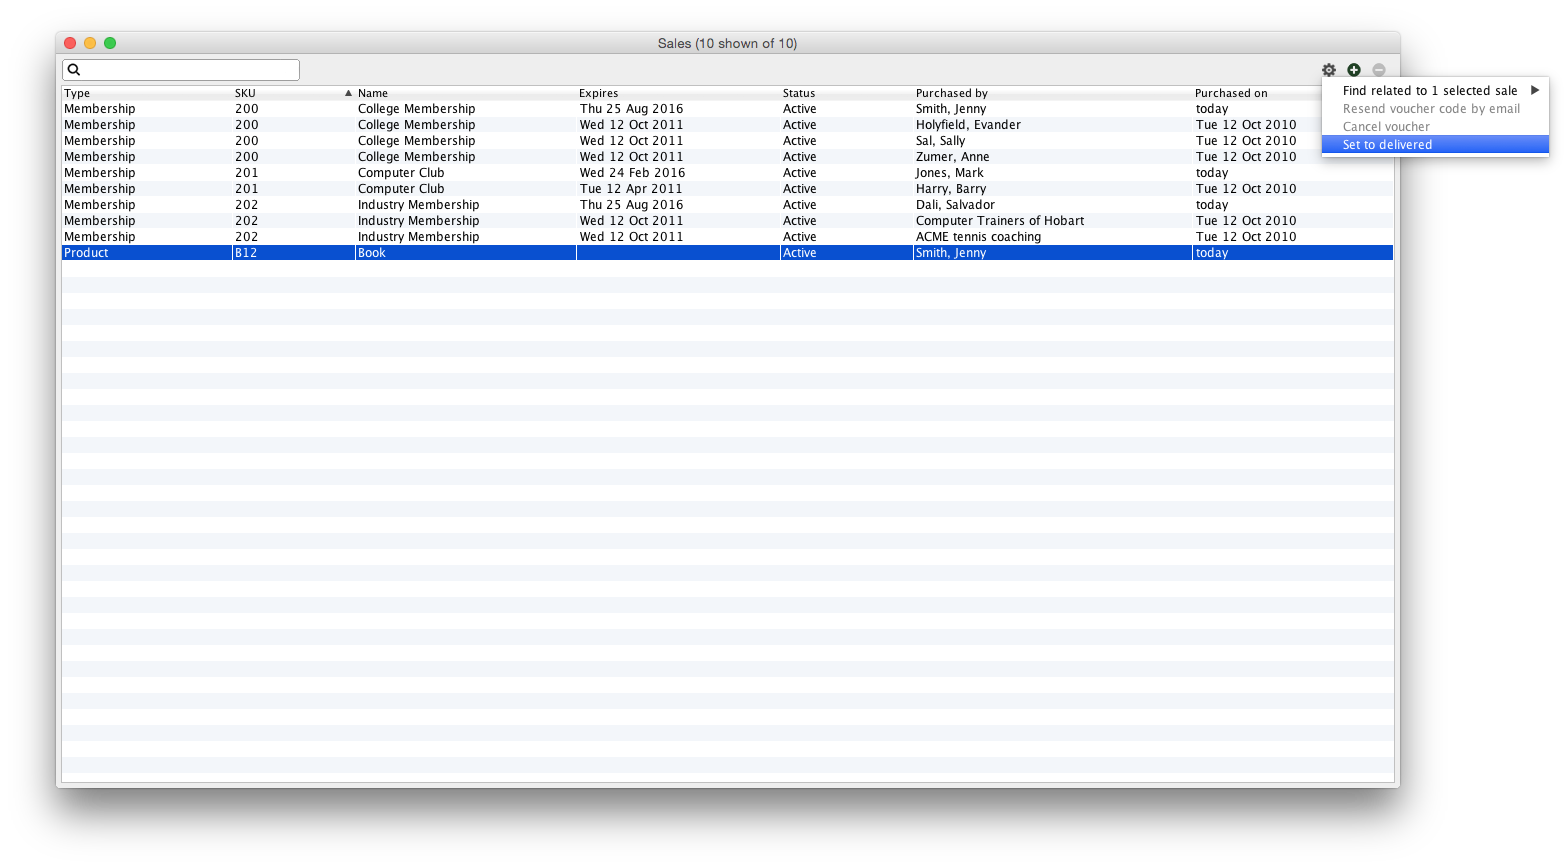 Sales (10 shown of 10)
Type SKU Name Expires Status Purchased by Purchased on
Membership 200 College Membership Thu 25 Aug 2016 Active Smith, Jenny today
Membership 200 College Membership Wed 12 Oct 2011 Active Holyfield, Evander Tue 12 Oct 2010
Membership 200 College Membership Wed 12 Oct 2011 Active Sal, Sally Tue 12 Oct 2010
Membership 200 College Membership Wed 12 Oct 2011 Active Zumer, Anne Tue 12 Oct 2010
Membership 201 Computer Club Wed 24 Feb 2016 Active Jones, Mark today
Membership 201 Computer Club Tue 12 Apr 2011 Active Harry, Barry Tue 12 Oct 2010
Membership 202 Industry Membership Thu 25 Aug 2016 Active Dali, Salvador today
Membership 202 Industry Membership Wed 12 Oct 2011 Active Computer Trainers of Hobart Tue 12 Oct 2010
Membership 202 Industry Membership Wed 12 Oct 2011 Active ACME tennis coaching Tue 12 Oct 2010
Product B12 Book Active Smith, Jenny today
Find related to 1 selected sale
Resend voucher code by email
Cancel voucher
Set to delivered